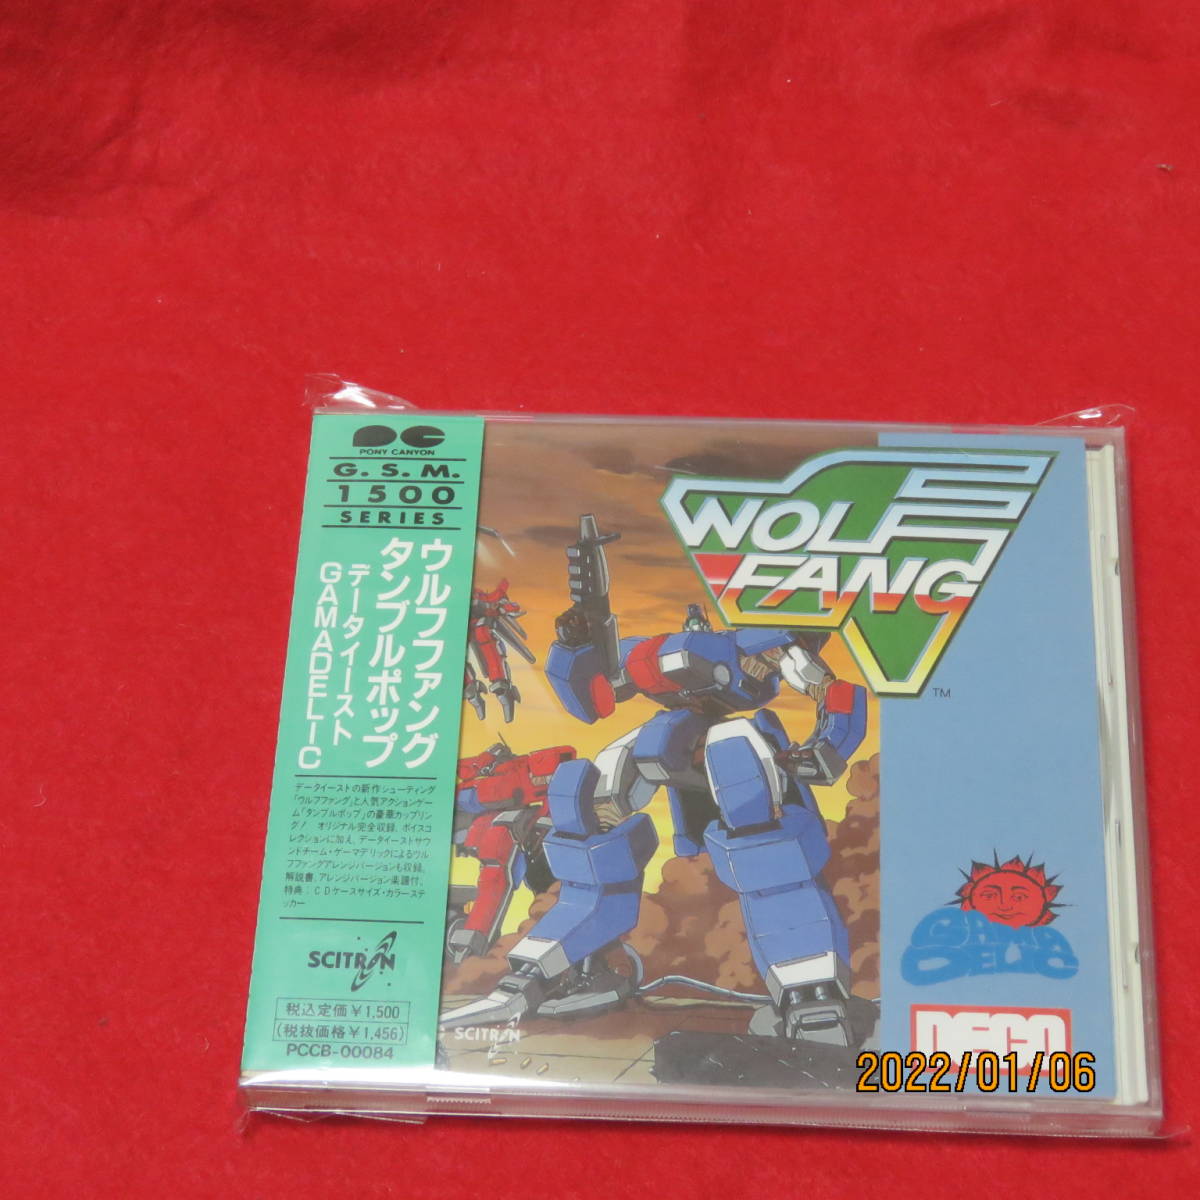 PONY CANYON
G. S. M.
1500
SERIES
ウルフファング
タンブルポップ
データイースト
GAMADELIC
データイーストの新作シューティング
「ウルフファング」と人気アクションゲー
ム「タンブルポップ」の豪華カップリン
グ! オリジナル完全収録、ボイスコ
レクションに加え、データイーストサウ
ンドチーム・ゲーマデリックによるウル
フファングアレンジバージョンも収録。
解説書、アレンジバージョン楽譜付。
特典:CDケースサイズ・カラーステ
ッカー
SCITRON
税込定価¥1,500
(税抜価格¥1,456)
PCCB-00084
WOLF
FANG
TM
SCITRON
GAMA
DELIC
DECO
2022/01/06